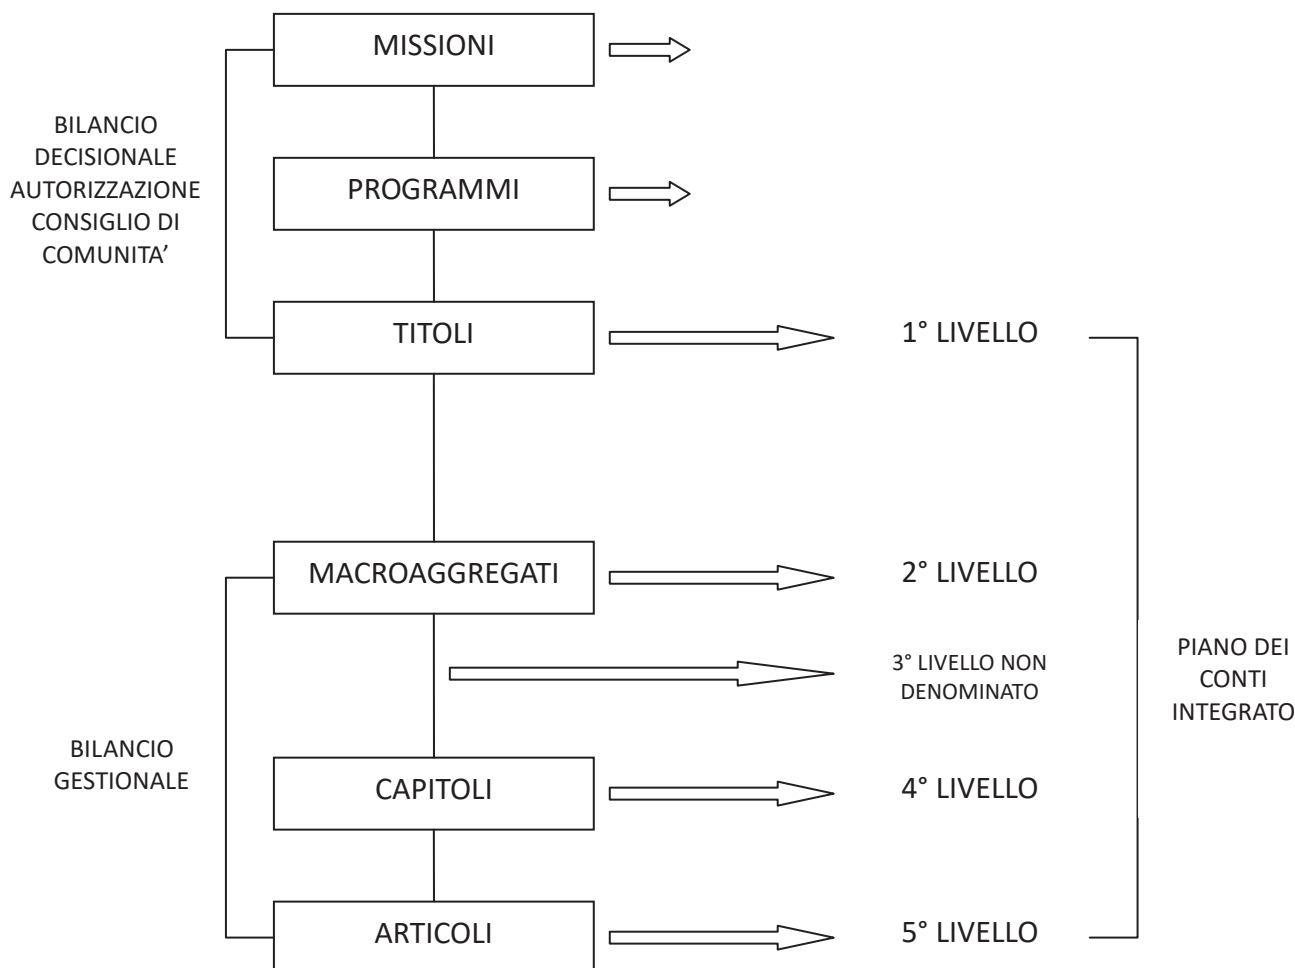 MISSIONI
BILANCIO
DECISIONALE
AUTORIZZAZIONE
CONSIGLIO DI
COMUNITA’
PROGRAMMI
TITOLI
1° LIVELLO
MACROAGGREGATI
2° LIVELLO
3° LIVELLO NON
DENOMINATO
PIANO DEI
CONTI
INTEGRATO
BILANCIO
GESTIONALE
CAPITOLI
4° LIVELLO
ARTICOLI
5° LIVELLO